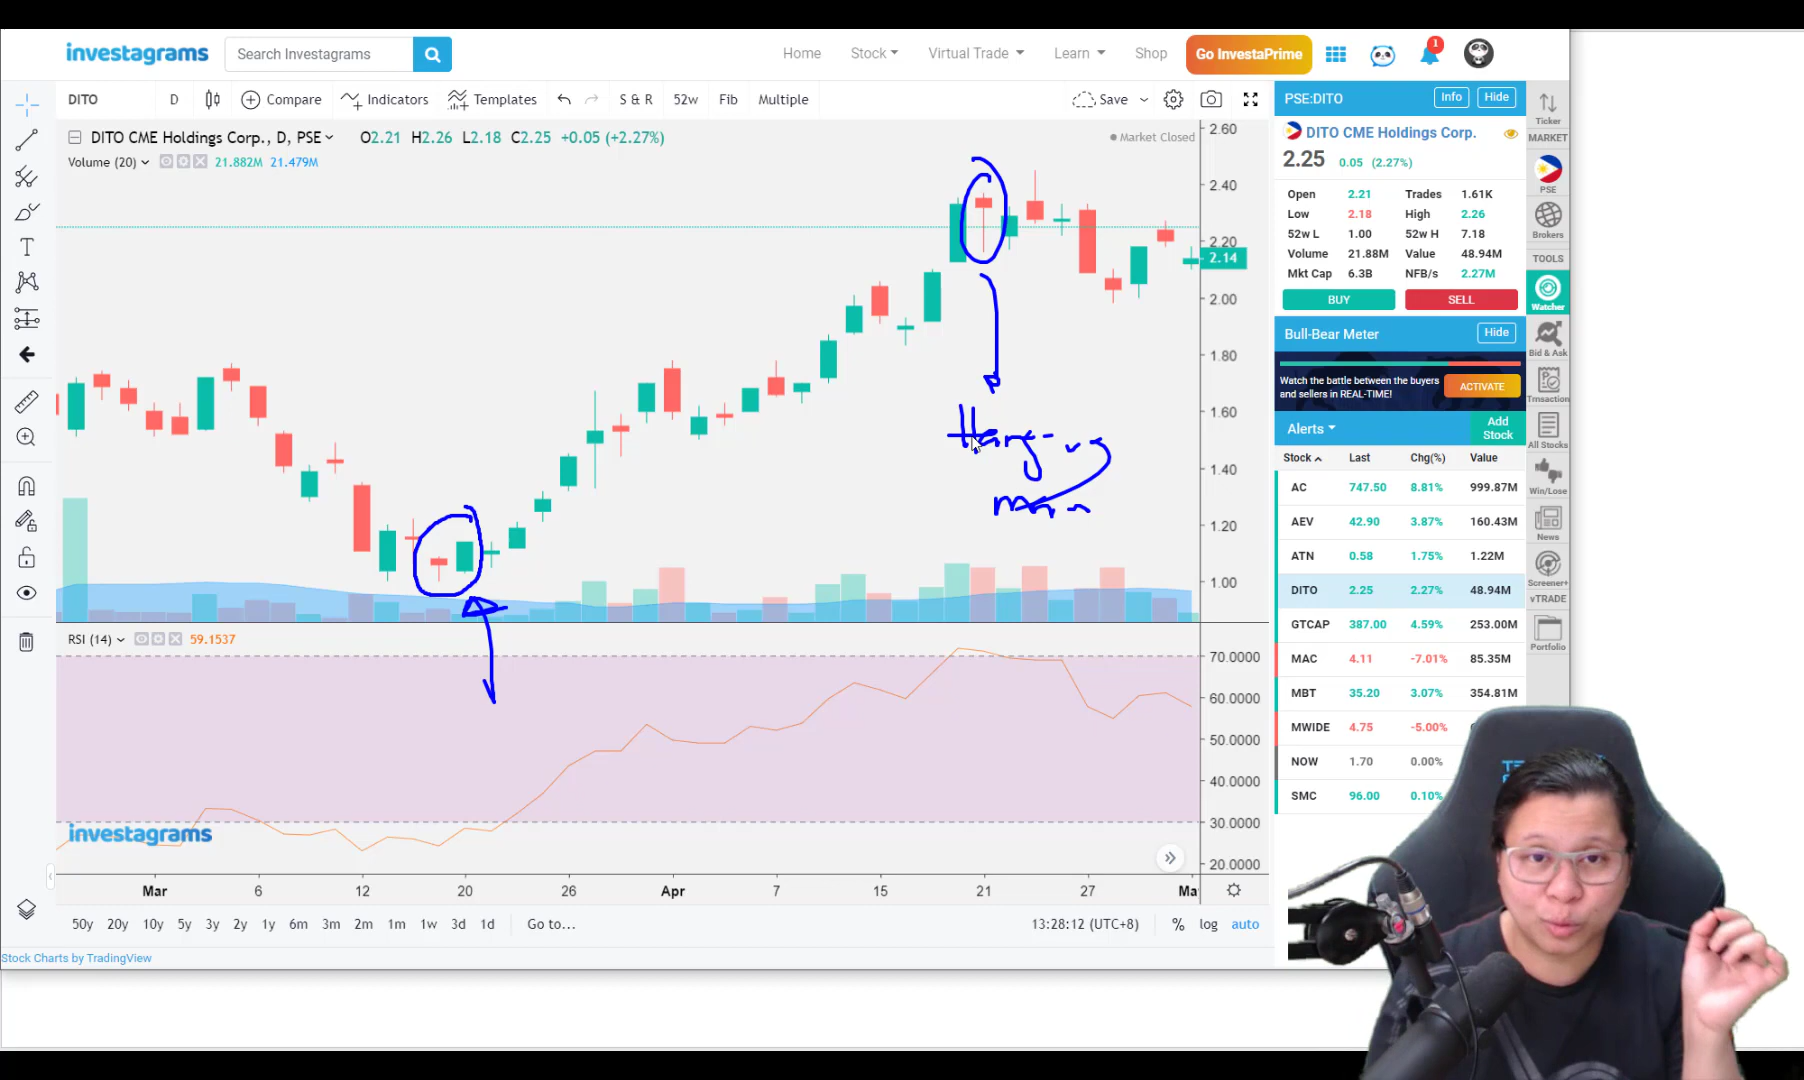 investagrams
Search Investagrams
Home
Stock
Virtual Trade
Learn
Shop
Go InvestaPrime
1
DITO
D
Compare
Indicators
Templates
S & R
52w
Fib
Multiple
Save
DITO CME Holdings Corp., D, PSE
O2.21 H2.26 L2.18 C2.25 +0.05 (+2.27%)
Market Closed
Volume (20)
21.882M 21.479M
2.60
2.40
2.20
2.14
2.00
1.80
1.60
1.40
1.20
1.00
Hanging
man
RSI (14)
59.1537
70.0000
60.0000
50.0000
40.0000
30.0000
20.0000
investagrams
Mar 6 12 20 26 Apr 7 15 21 27 Ma
50y 20y 10y 5y 3y 2y 1y 6m 3m 2m 1m 1w 3d 1d Go to...
13:28:12 (UTC+8) % log auto
Stock Charts by TradingView
PSE:DITO
Info
Hide
DITO CME Holdings Corp.
2.25 0.05 (2.27%)
Open 2.21 Trades 1.61K
Low 2.18 High 2.26
52w L 1.00 52w H 7.18
Volume 21.88M Value 48.94M
Mkt Cap 6.3B NFB/s 2.27M
BUY
SELL
Bull-Bear Meter
Hide
Watch the battle between the buyers
and sellers in REAL-TIME!
ACTIVATE
Alerts
Add
Stock
Stock Last Chg(%) Value
AC 747.50 8.81% 999.87M
AEV 42.90 3.87% 160.43M
ATN 0.58 1.75% 1.22M
DITO 2.25 2.27% 48.94M
GTCAP 387.00 4.59% 253.00M
MAC 4.11 -7.01% 85.35M
MBT 35.20 3.07% 354.81M
MWIDE 4.75 -5.00%
NOW 1.70 0.00%
SMC 96.00 0.10%
Ticker
MARKET
PSE
Brokers
TOOLS
Watcher
Bid & Ask
Trnsaction
All Stocks
Win/Lose
News
Screener+
vTRADE
Portfolio